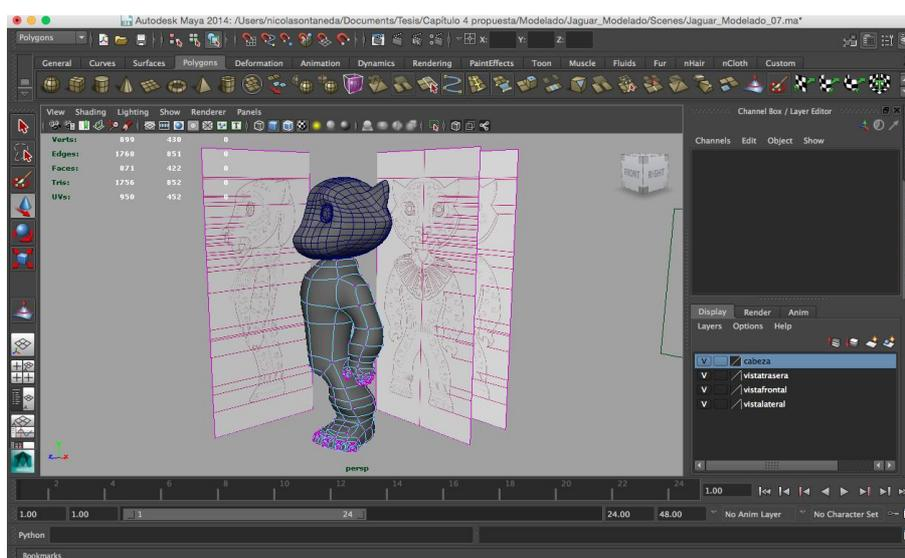 Autodesk Maya 2014: /Users/nicolasontaneda/Documents/Tesis/Capítulo 4 propuesta/Modelado/Jaguar_Modelado/Scenes/Jaguar_Modelado_07.ma*
Polygons X: Y: Z:
General Curves Surfaces Polygons Deformation Animation Dynamics Rendering PaintEffects Toon Muscle Fluids Fur nHair nCloth Custom
View Shading Lighting Show Renderer Panels
Channel Box / Layer Editor
Channels Edit Object Show
Verts: 899 430 0
Edges: 1760 851 0
Faces: 871 422 0
Tris: 1756 852 0
UVs: 950 452 0
FRONT RIGHT
Display Render Anim
Layers Options Help
V cabeza
V vistatrasera
V vistafrontal
V vistalateral
persp
2 4 6 8 10 12 14 16 18 20 22 24
1.00
1.00 1.00 1 24 24.00 48.00 No Anim Layer No Character Set
Python
Bookmarks